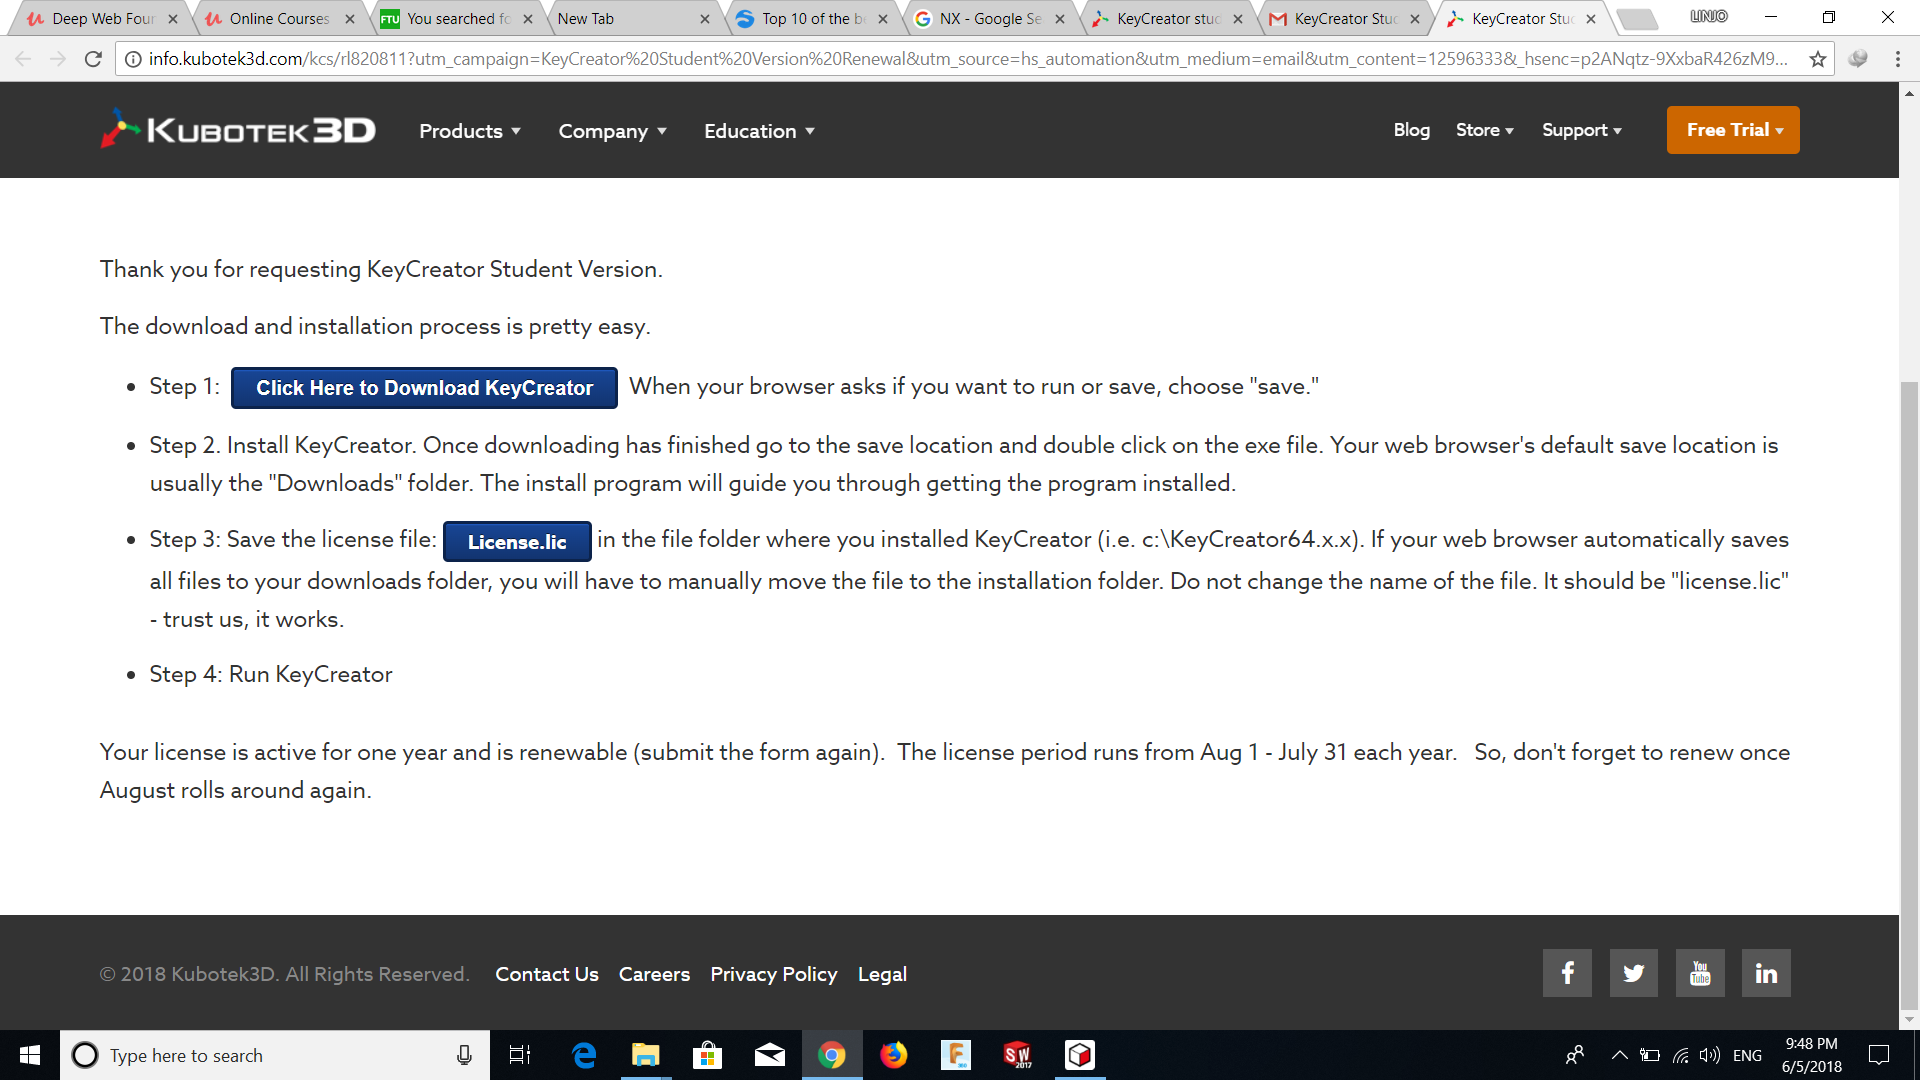 Deep Web Four
Online Courses
FTU You searched fo
New Tab
Top 10 of the b
NX - Google Se
KeyCreator stud
KeyCreator Stud
KeyCreator Stud
LINJO
info.kubotek3d.com/kcs/rl820811?utm_campaign=KeyCreator%20Student%20Version%20Renewal&utm_source=hs_automation&utm_medium=email&utm_content=12596333&_hsenc=p2ANqtz-9XxbaR426zM9...
KUBOTEK3D
Products
Company
Education
Blog
Store
Support
Free Trial
Thank you for requesting KeyCreator Student Version.
The download and installation process is pretty easy.
• Step 1: Click Here to Download KeyCreator When your browser asks if you want to run or save, choose "save."
• Step 2. Install KeyCreator. Once downloading has finished go to the save location and double click on the exe file. Your web browser's default save location is
usually the "Downloads" folder. The install program will guide you through getting the program installed.
• Step 3: Save the license file: License.lic in the file folder where you installed KeyCreator (i.e. c:\KeyCreator64.x.x). If your web browser automatically saves
all files to your downloads folder, you will have to manually move the file to the installation folder. Do not change the name of the file. It should be "license.lic"
- trust us, it works.
• Step 4: Run KeyCreator
Your license is active for one year and is renewable (submit the form again). The license period runs from Aug 1 - July 31 each year. So, don't forget to renew once
August rolls around again.
© 2018 Kubotek3D. All Rights Reserved. Contact Us Careers Privacy Policy Legal
f
You Tube
in
Type here to search
e
F
SW 2017
ENG
9:48 PM
6/5/2018